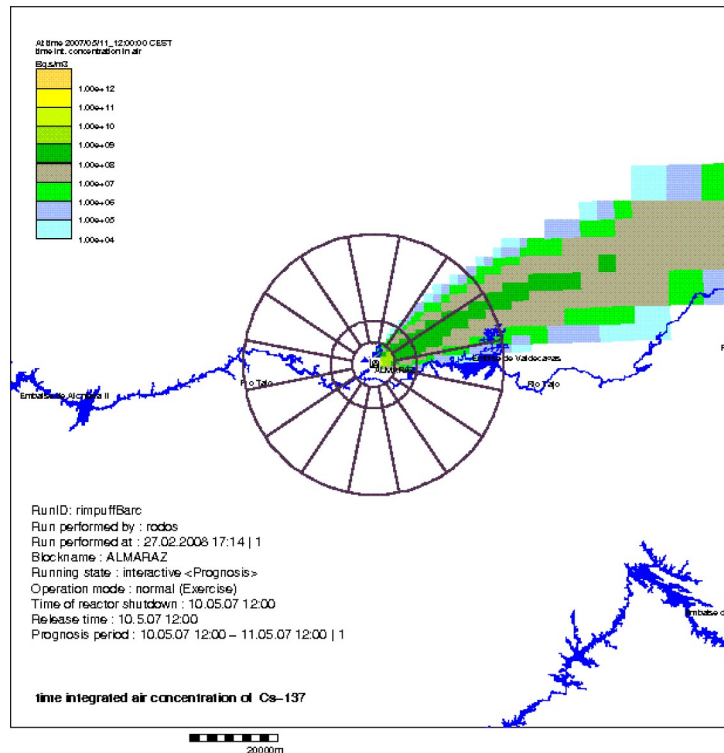 At time 2007/05/11_12:00:00 CEST
time int. concentration in air
Bq.s/m3
1.00e+12
1.00e+11
1.00e+10
1.00e+09
1.00e+08
1.00e+07
1.00e+06
1.00e+05
1.00e+04
Embalse de Valdecanas
ALMARAZ
Rio Tajo
Rio Tajo
R
Embalse de II
Embalse d
RunID: rimpuffBarc
Run performed by : rodos
Run performed at : 27.02.2008 17:14 | 1
Blockname : ALMARAZ
Running state : interactive <Prognosis>
Operation mode : normal (Exercise)
Time of reactor shutdown : 10.05.07 12:00
Release time : 10.5.07 12:00
Prognosis period : 10.05.07 12:00 – 11.05.07 12:00 | 1
time integrated air concentration of Cs–137
20000m